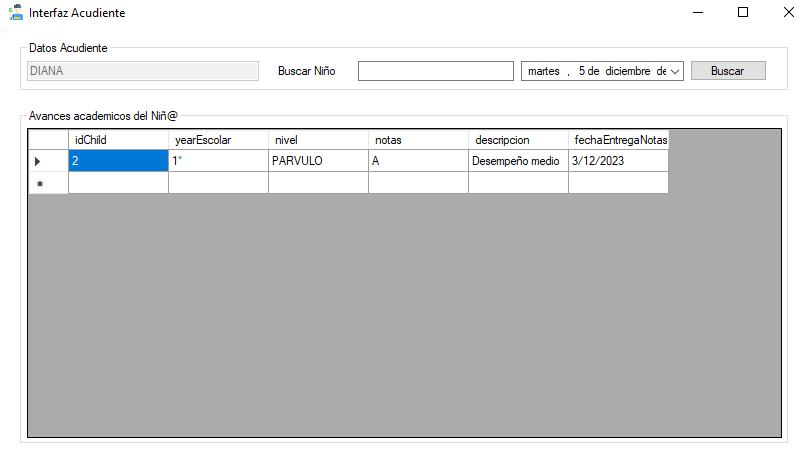 Interfaz Acudiente
Datos Acudiente
DIANA Buscar Niño martes , 5 de diciembre de Buscar
Avances academicos del Niñ@
idChild yearEscolar nivel notas descripcion fechaEntregaNotas
2 1° PARVULO A Desempeño medio 3/12/2023